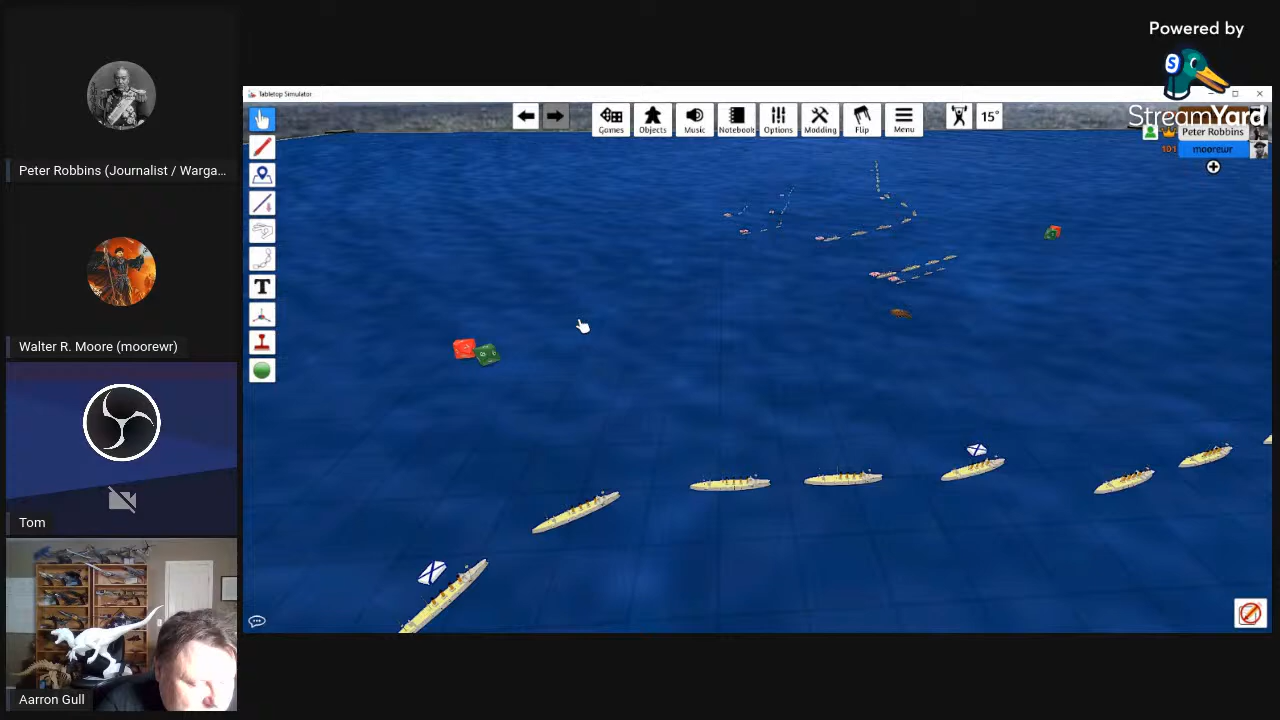 Powered by
S
StreamYard
Tabletop Simulator
Games
Objects
Music
Notebook
Options
Modding
Flip
Menu
15°
Peter Robbins
101
moorewr
T
Peter Robbins (Journalist / Warga...
Walter R. Moore (moorewr)
Tom
Aarron Gull